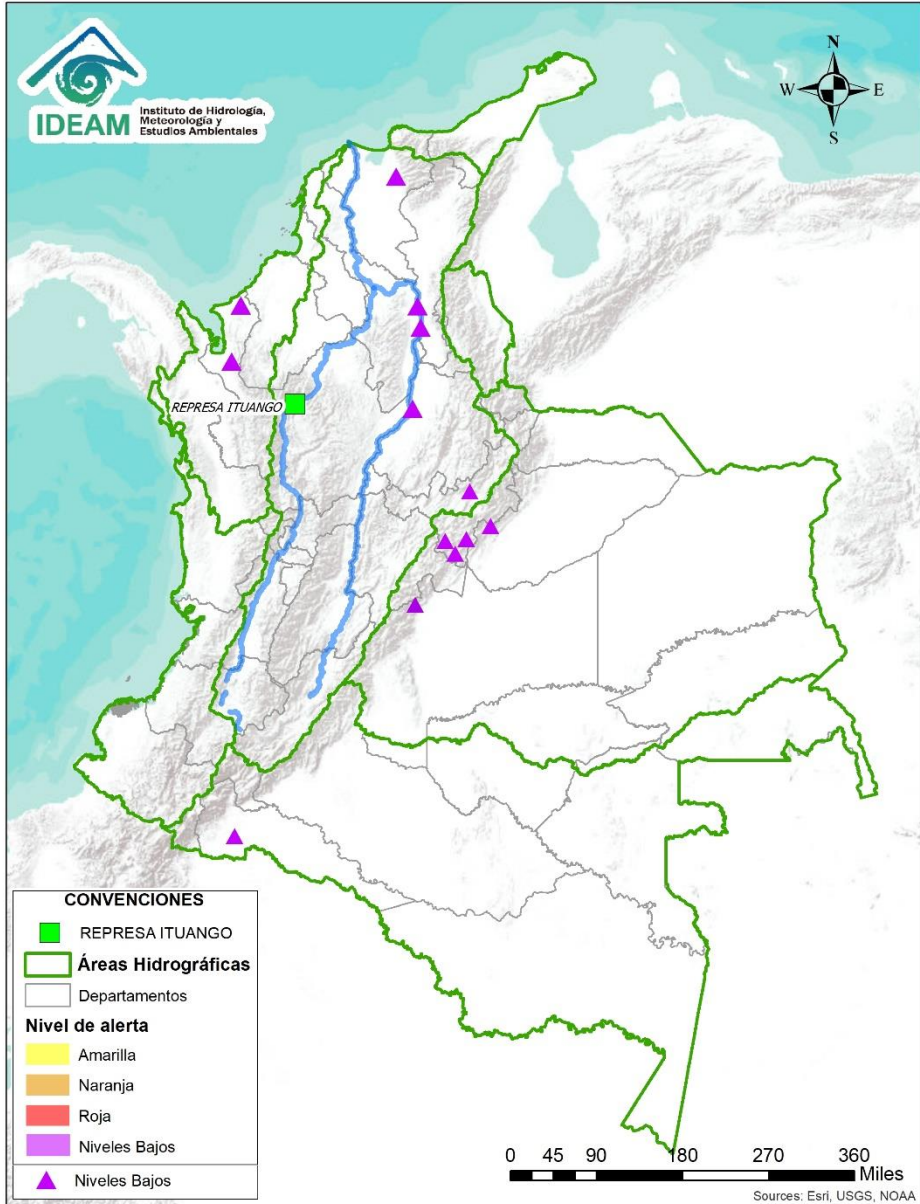 IDEAM
Instituto de Hidrología,
Meteorología y
Estudios Ambientales
N
W
E
S
REPRESA ITUANGO
CONVENCIONES
REPRESA ITUANGO
Áreas Hidrográficas
Departamentos
Nivel de alerta
Amarilla
Naranja
Roja
Niveles Bajos
Niveles Bajos
0 45 90 180 270 360
Miles
Sources: Esri, USGS, NOAA